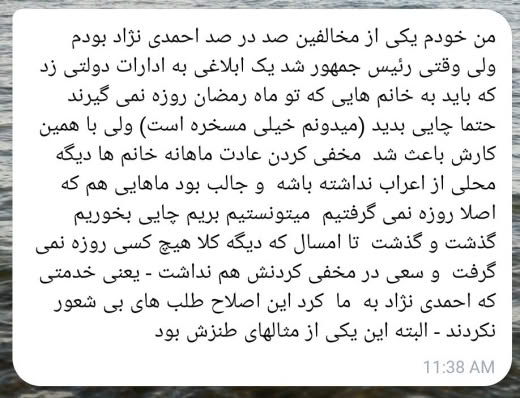 من خودم یکی از مخالفین صد در صد احمدی نژاد بودم
ولی وقتی رئیس جمهور شد یک ابلاغی به ادارات دولتی زد
که باید به خانم هایی که تو ماه رمضان روزه نمی گیرند
حتما چایی بدید (میدونم خیلی مسخره است) ولی با همین
کارش باعث شد  مخفی کردن عادت ماهانه خانم ها دیگه
محلی از اعراب نداشته باشه  و جالب بود ماهایی هم که
اصلا روزه نمی گرفتیم  میتونستیم بریم چایی بخوریم
گذشت و گذشت  تا امسال که دیگه کلا هیچ کسی روزه نمی
گرفت  و سعی در مخفی کردنش هم نداشت - یعنی خدمتی
که احمدی نژاد به  ما  کرد این اصلاح طلب های بی شعور
نکردند - البته این یکی از مثالهای طنزش بود
11:38 AM